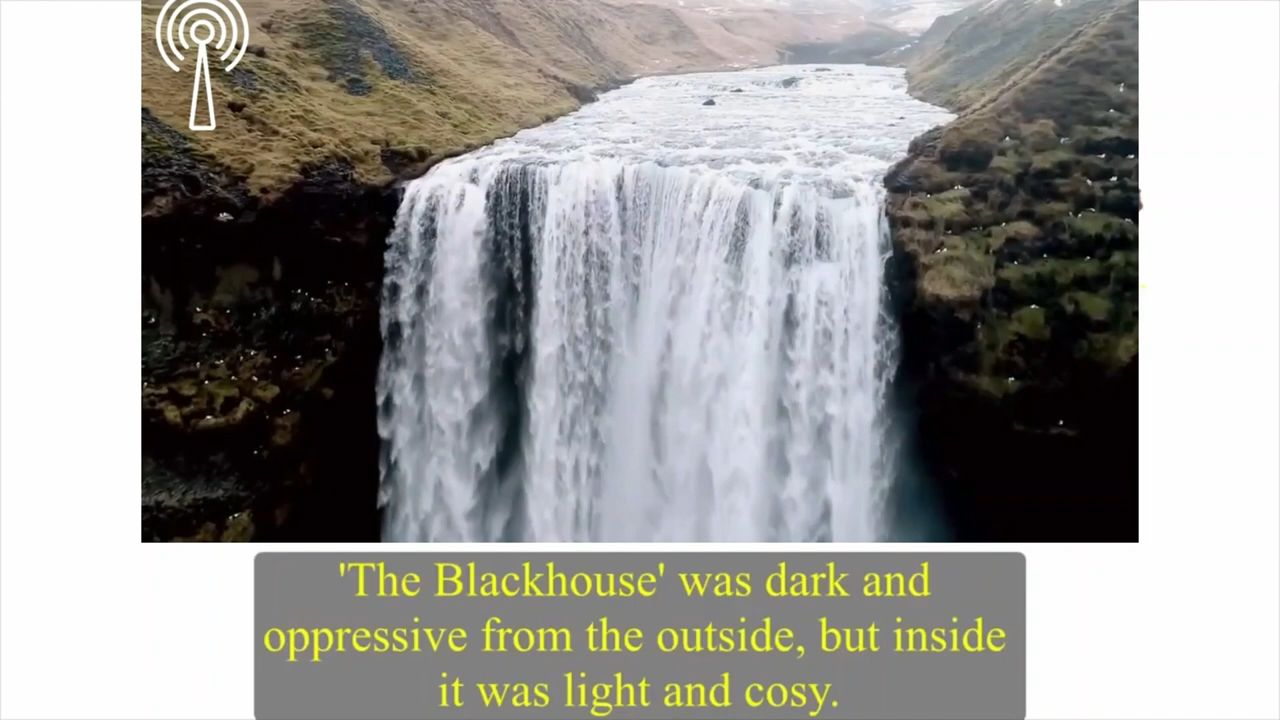 'The Blackhouse' was dark and
oppressive from the outside, but inside
it was light and cosy.